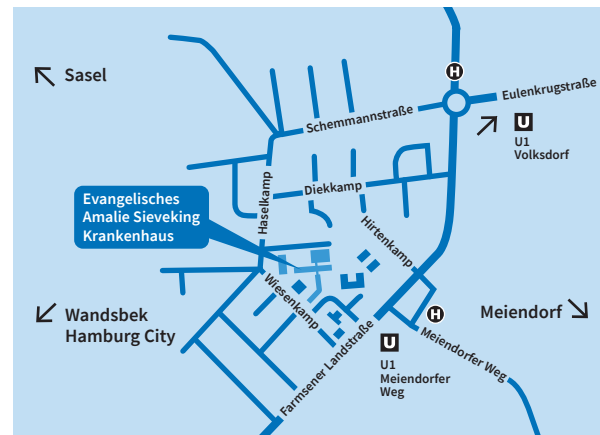 Sasel
H
Eulenkrugstraße
Schemmannstraße
U
U1
Volksdorf
Diekkamp
Evangelisches
Amalie Sieveking
Krankenhaus
Haselkamp
Hirtenkamp
Wiesenkamp
Wandsbek
Hamburg City
Meiendorf
H
Farmsener Landstraße
U
U1
Meiendorfer
Weg
Meiendorfer Weg